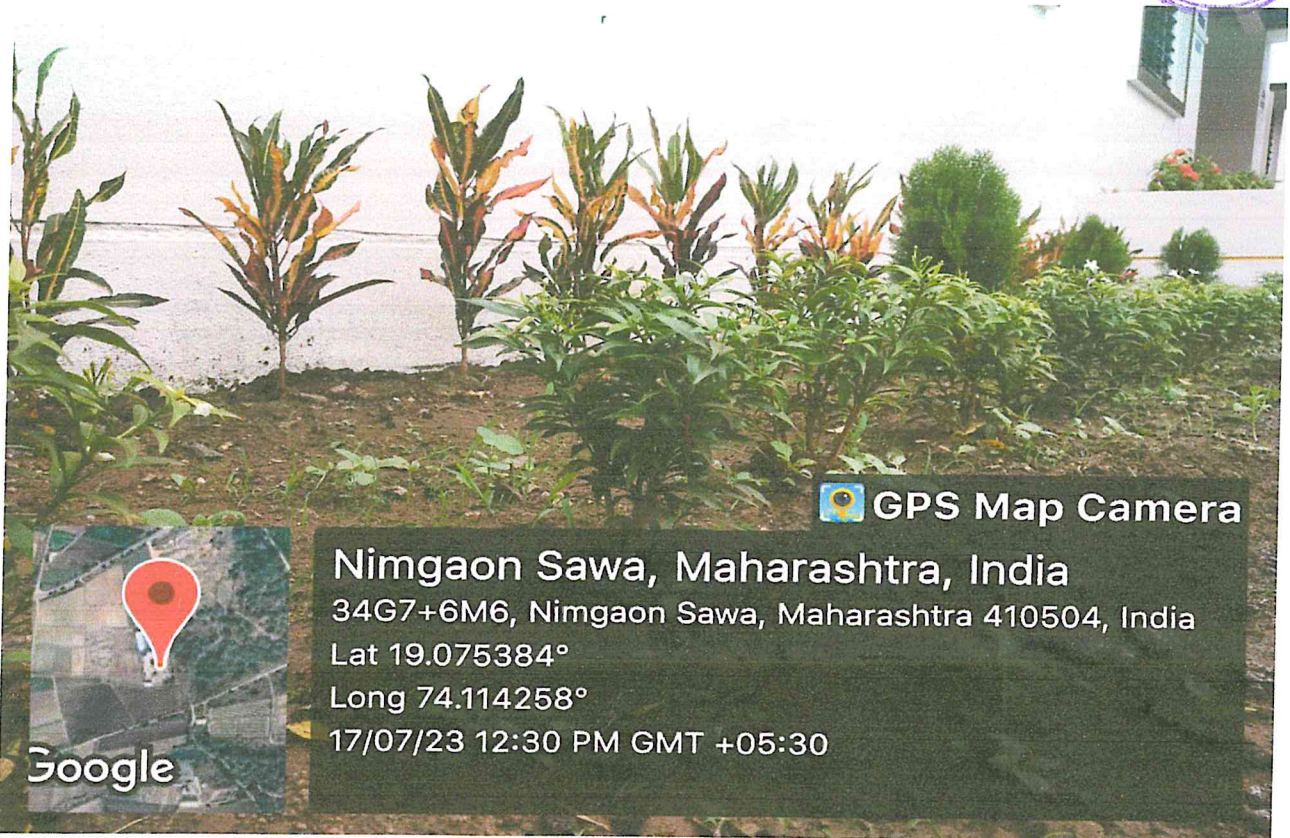 GPS Map Camera
Nimgaon Sawa, Maharashtra, India
34G7+6M6, Nimgaon Sawa, Maharashtra 410504, India
Lat 19.075384°
Long 74.114258°
17/07/23 12:30 PM GMT +05:30
Google